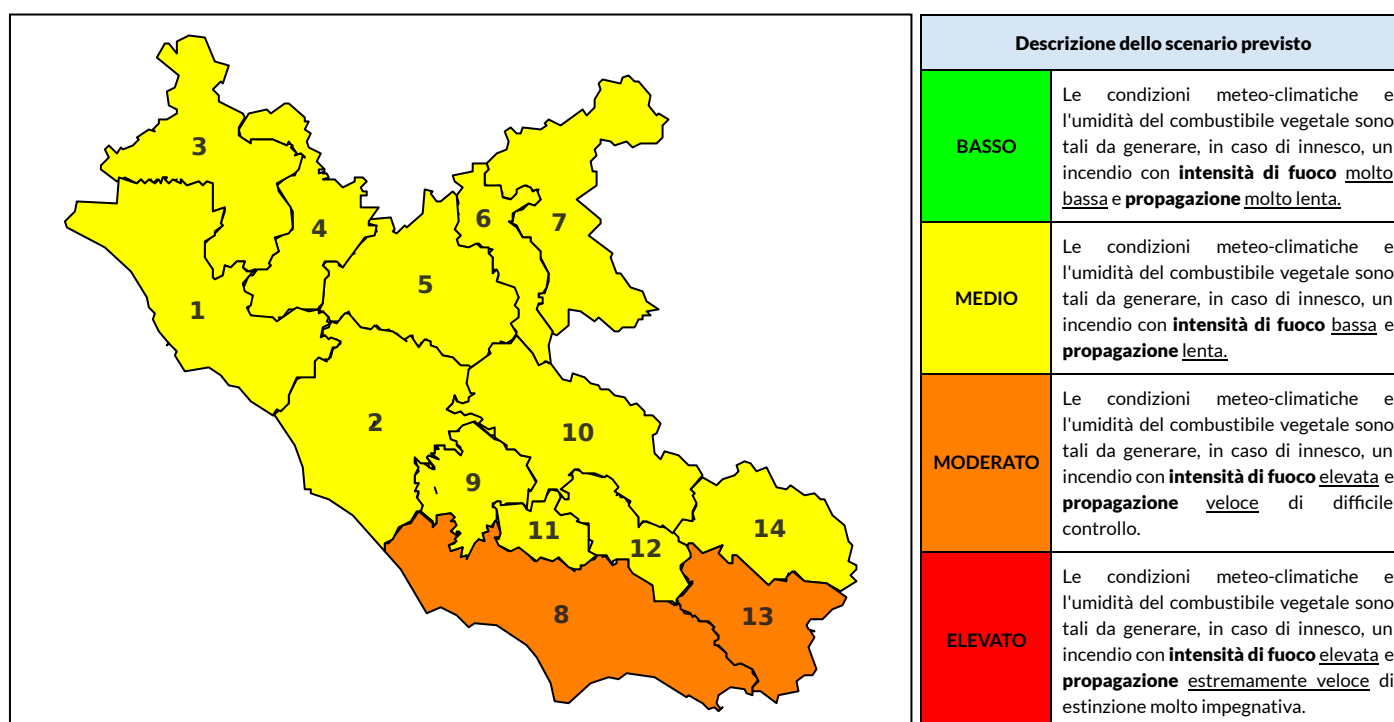 3
4
6
7
5
1
2
10
9
11
12
14
8
13
Descrizione dello scenario previsto
BASSO
Le condizioni meteo-climatiche e
l'umidità del combustibile vegetale sono
tali da generare, in caso di innesco, un
incendio con intensità di fuoco molto
bassa e propagazione molto lenta.
MEDIO
Le condizioni meteo-climatiche e
l'umidità del combustibile vegetale sono
tali da generare, in caso di innesco, un
incendio con intensità di fuoco bassa e
propagazione lenta.
MODERATO
Le condizioni meteo-climatiche e
l'umidità del combustibile vegetale sono
tali da generare, in caso di innesco, un
incendio con intensità di fuoco elevata e
propagazione veloce di difficile
controllo.
ELEVATO
Le condizioni meteo-climatiche e
l'umidità del combustibile vegetale sono
tali da generare, in caso di innesco, un
incendio con intensità di fuoco elevata e
propagazione estremamente veloce di
estinzione molto impegnativa.